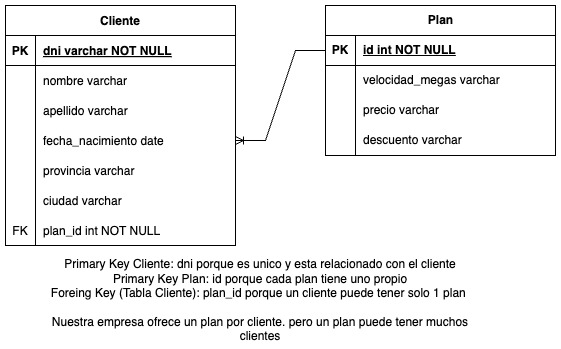 Cliente
PK dni varchar NOT NULL
nombre varchar
apellido varchar
fecha_nacimiento date
provincia varchar
ciudad varchar
FK plan_id int NOT NULL
Plan
PK id int NOT NULL
velocidad_megas varchar
precio varchar
descuento varchar
Primary Key Cliente: dni porque es unico y esta relacionado con el cliente
Primary Key Plan: id porque cada plan tiene uno propio
Foreing Key (Tabla Cliente): plan_id porque un cliente puede tener solo 1 plan
Nuestra empresa ofrece un plan por cliente. pero un plan puede tener muchos
clientes